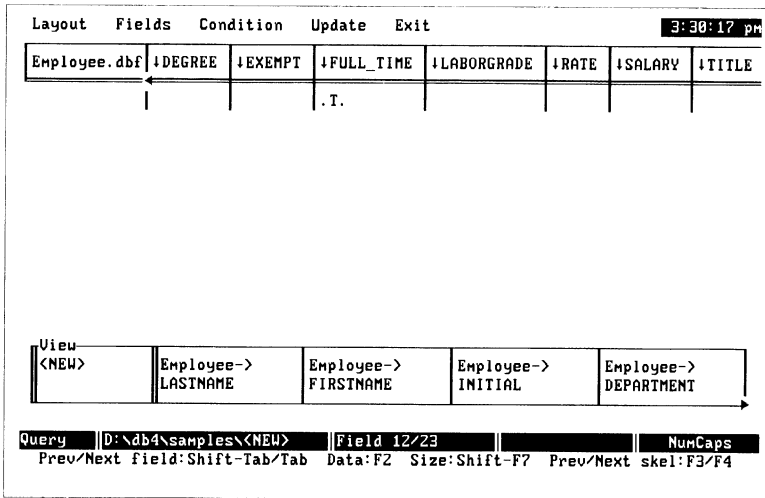 Layout Fields Condition Update Exit 3:30:17 pm
Employee.dbf ↓DEGREE ↓EXEMPT ↓FULL_TIME ↓LABORGRADE ↓RATE ↓SALARY ↓TITLE
.T.
View
<NEW> Employee-> Employee-> Employee-> Employee->
LASTNAME FIRSTNAME INITIAL DEPARTMENT
Query D:\db4\samples\<NEW> Field 12/23 NumCaps
Prev/Next field:Shift-Tab/Tab Data:F2 Size:Shift-F7 Prev/Next skel:F3/F4